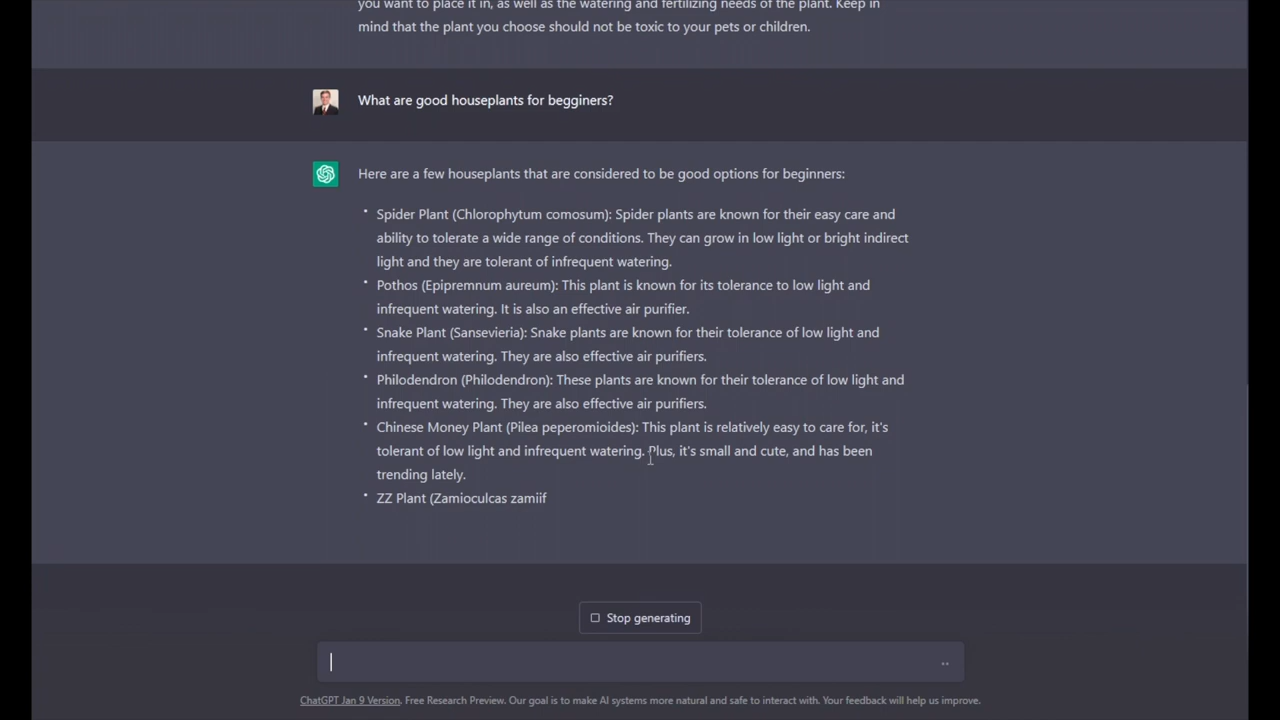 you want to place it in, as well as the watering and fertilizing needs of the plant. Keep in
mind that the plant you choose should not be toxic to your pets or children.
What are good houseplants for begginers?
Here are a few houseplants that are considered to be good options for beginners:
• Spider Plant (Chlorophytum comosum): Spider plants are known for their easy care and
ability to tolerate a wide range of conditions. They can grow in low light or bright indirect
light and they are tolerant of infrequent watering.
• Pothos (Epipremnum aureum): This plant is known for its tolerance to low light and
infrequent watering. It is also an effective air purifier.
• Snake Plant (Sansevieria): Snake plants are known for their tolerance of low light and
infrequent watering. They are also effective air purifiers.
• Philodendron (Philodendron): These plants are known for their tolerance of low light and
infrequent watering. They are also effective air purifiers.
• Chinese Money Plant (Pilea peperomioides): This plant is relatively easy to care for, it's
tolerant of low light and infrequent watering. Plus, it's small and cute, and has been
trending lately.
• ZZ Plant (Zamioculcas zamiif
Stop generating
ChatGPT Jan 9 Version. Free Research Preview. Our goal is to make AI systems more natural and safe to interact with. Your feedback will help us improve.